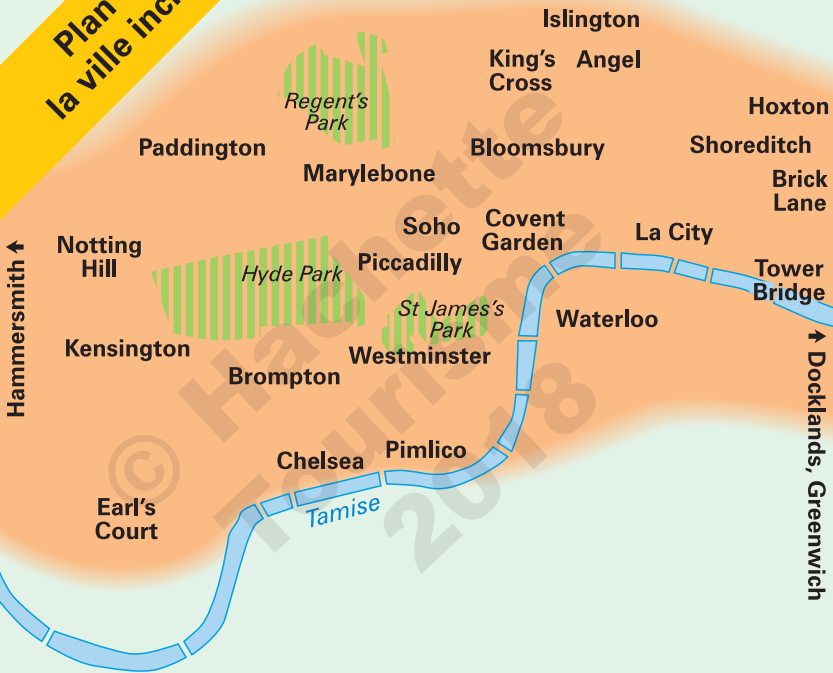 Plan
la ville incl
Islington
King's
Cross
Angel
Regent's
Park
Hoxton
Paddington
Bloomsbury
Shoreditch
Marylebone
Brick
Lane
Soho
Covent
Garden
La City
Notting
Hill
Hyde Park
Piccadilly
Tower
Bridge
St James's
Park
Waterloo
Hammersmith
Kensington
Westminster
Brompton
Docklands, Greenwich
Chelsea
Pimlico
Earl's
Court
Tamise
© Hachette
Tourisme
2018